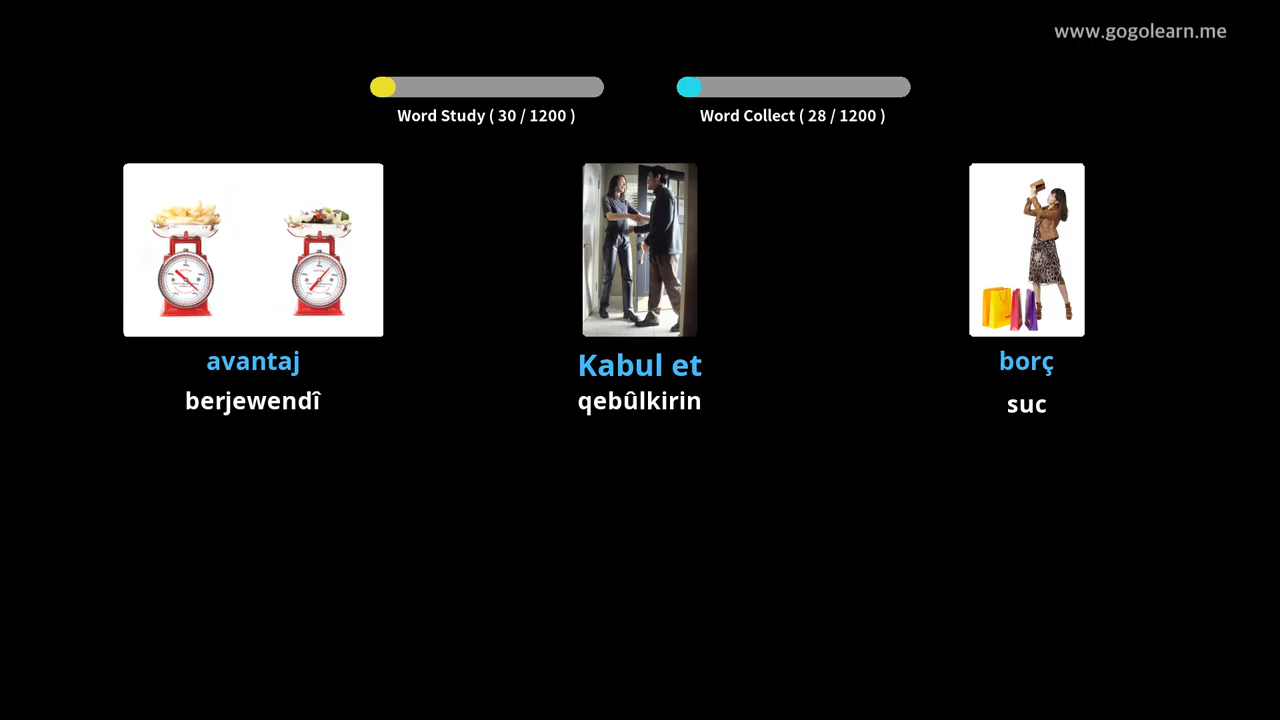 www.gogolearn.me
Word Study ( 30 / 1200 )
Word Collect ( 28 / 1200 )
avantaj
Kabul et
borç
berjewendî
qebûlkirin
suc